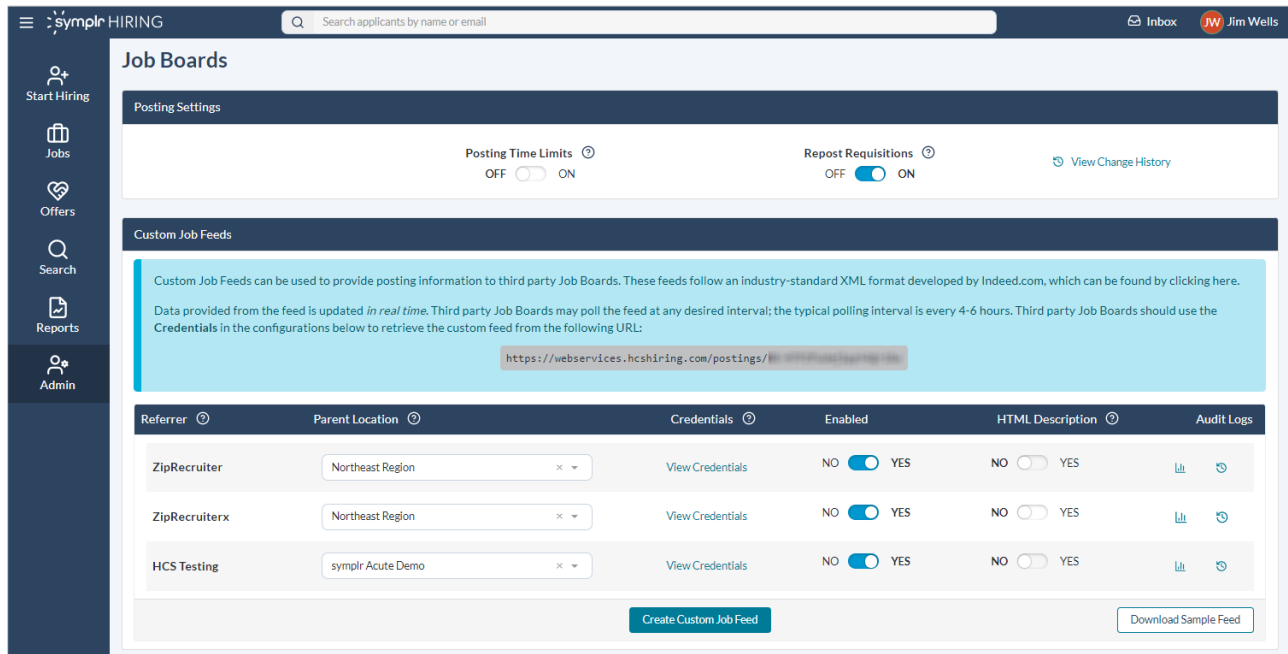 symplr HIRING
Search applicants by name or email
Inbox
JW Jim Wells
Start Hiring
Jobs
Offers
Search
Reports
Admin
Job Boards
Posting Settings
Posting Time Limits ?
OFF ON
Repost Requisitions ?
OFF ON
View Change History
Custom Job Feeds
Custom Job Feeds can be used to provide posting information to third party Job Boards. These feeds follow an industry-standard XML format developed by Indeed.com, which can be found by clicking here.
Data provided from the feed is updated in real time. Third party Job Boards may poll the feed at any desired interval; the typical polling interval is every 4-6 hours. Third party Job Boards should use the
Credentials in the configurations below to retrieve the custom feed from the following URL:
https://webservices.hcshiring.com/postings/
Referrer ? Parent Location ? Credentials ? Enabled HTML Description ? Audit Logs
ZipRecruiter Northeast Region × View Credentials NO YES NO YES
ZipRecruiterx Northeast Region × View Credentials NO YES NO YES
HCS Testing symplr Acute Demo × View Credentials NO YES NO YES
Create Custom Job Feed
Download Sample Feed